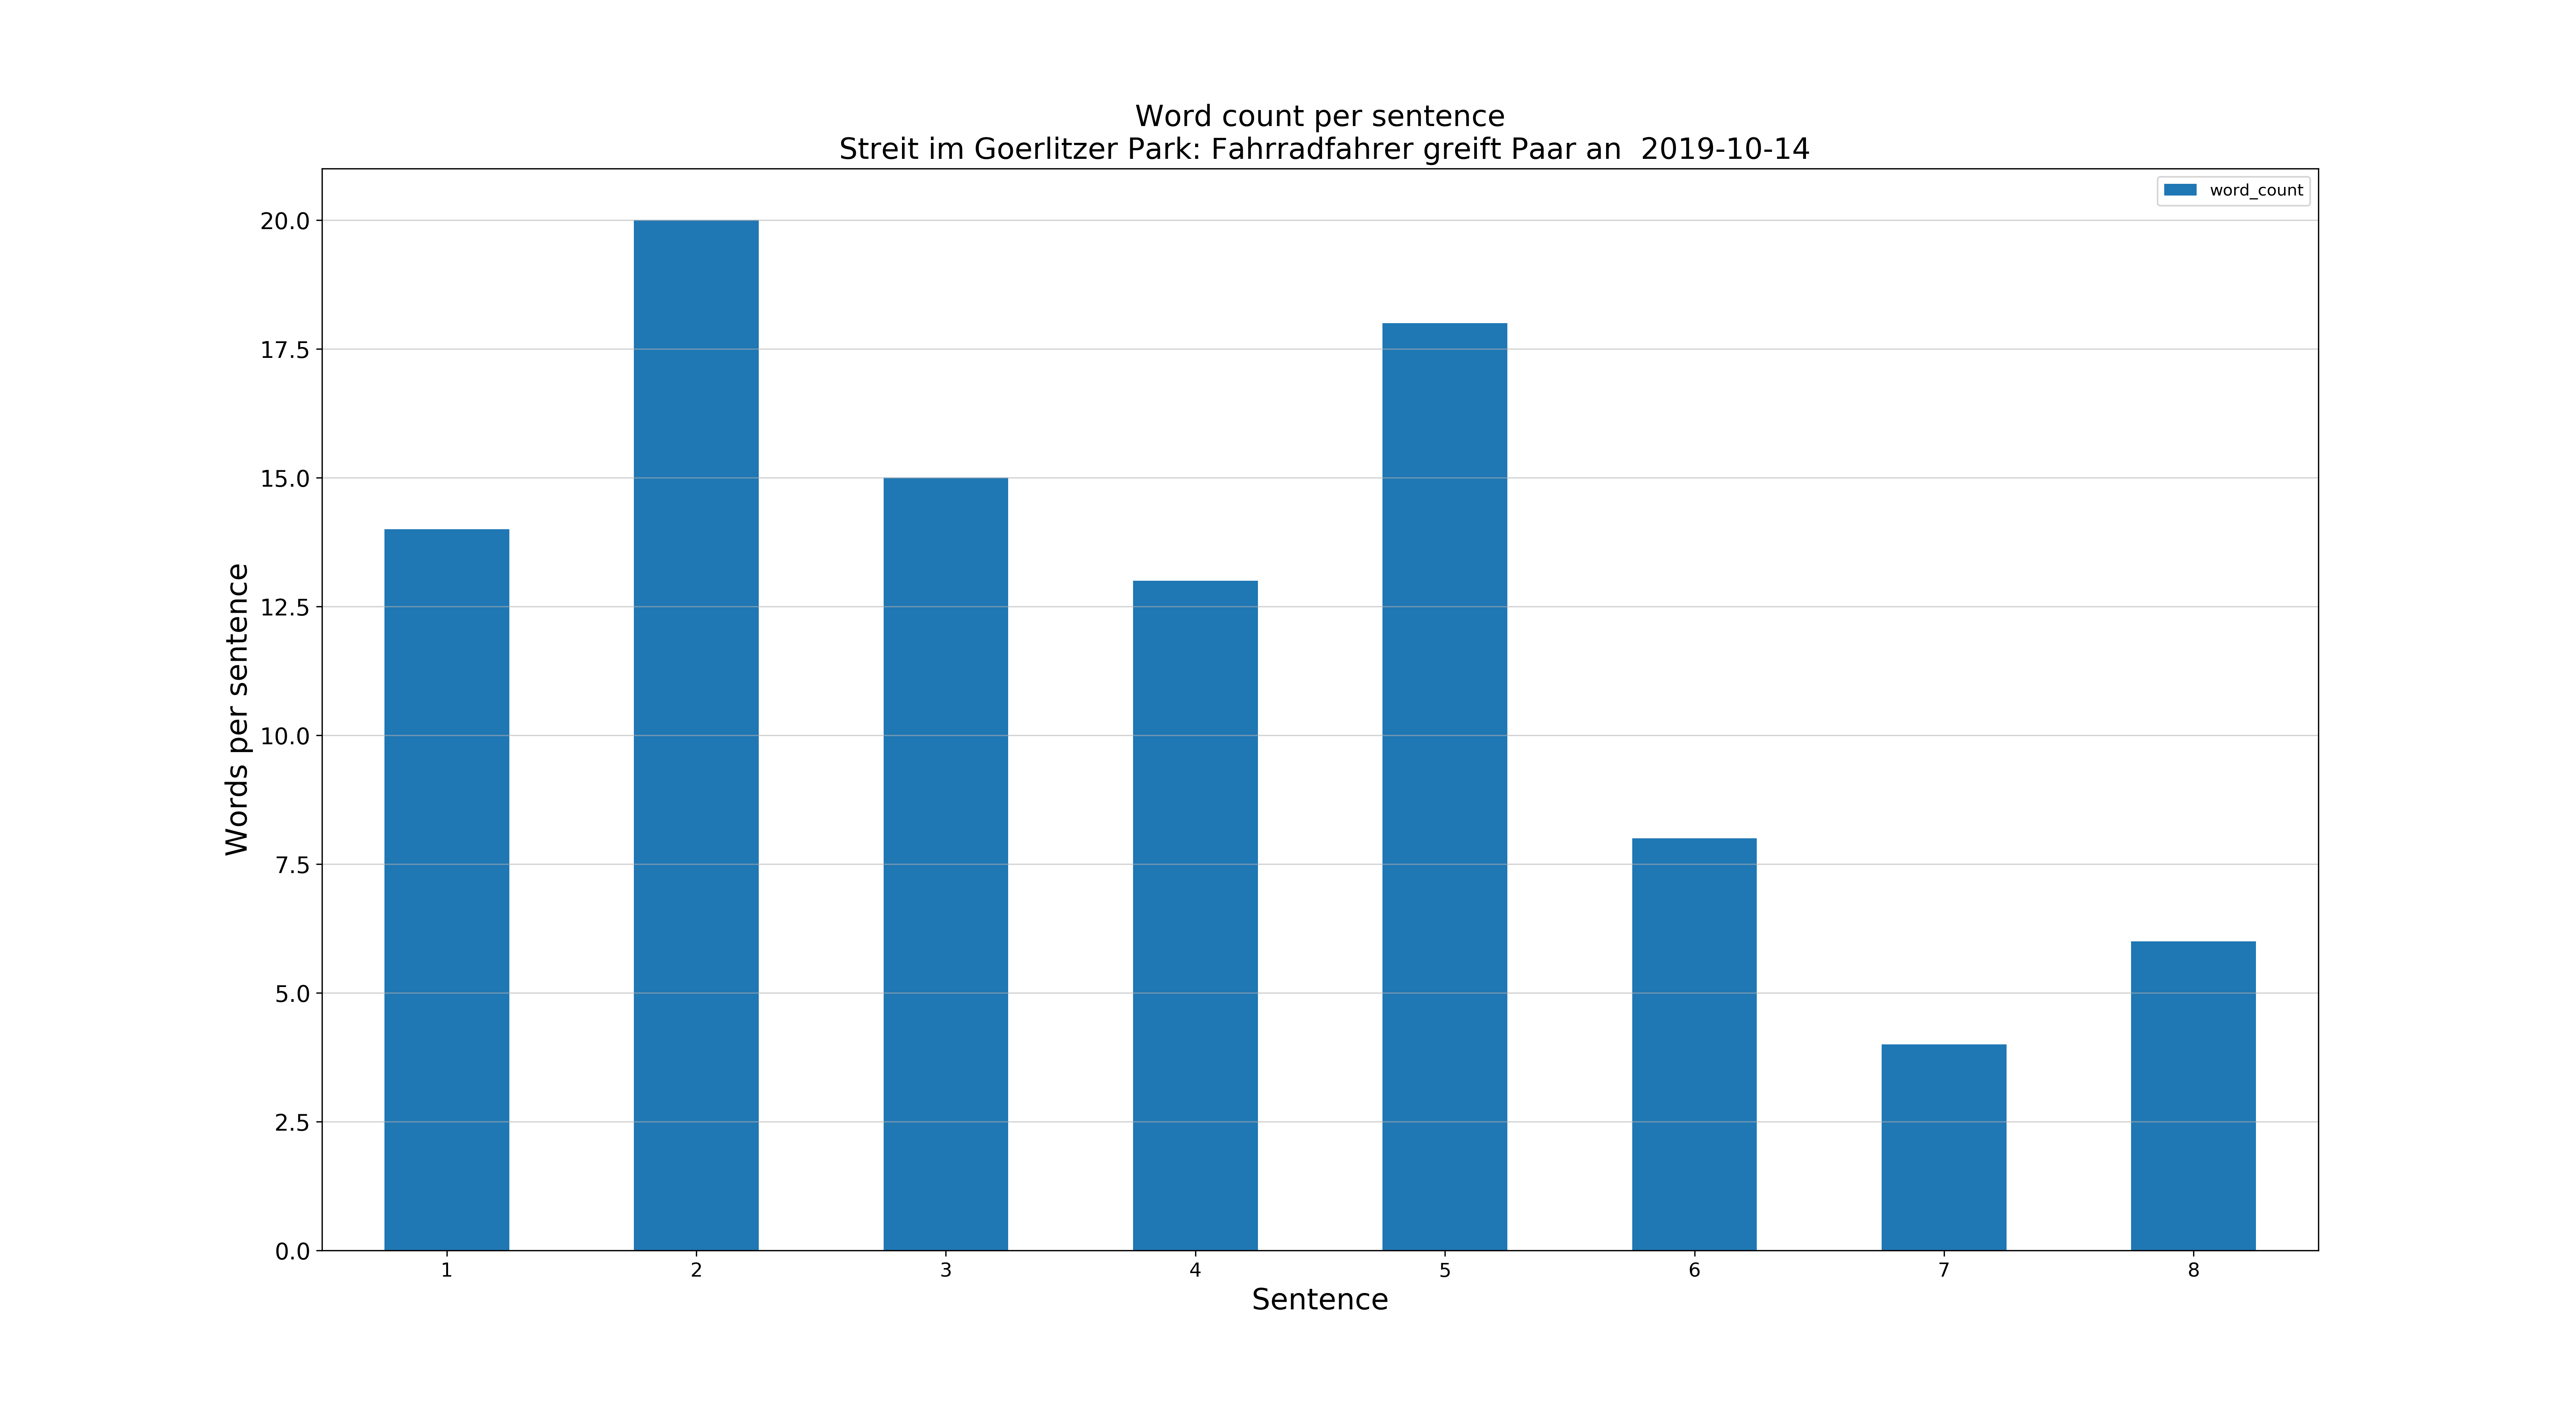 Word count per sentence
Streit im Goerlitzer Park: Fahrradfahrer greift Paar an  2019-10-14
word_count
20.0
17.5
15.0
12.5
10.0
7.5
5.0
2.5
0.0
Words per sentence
1 2 3 4 5 6 7 8
Sentence